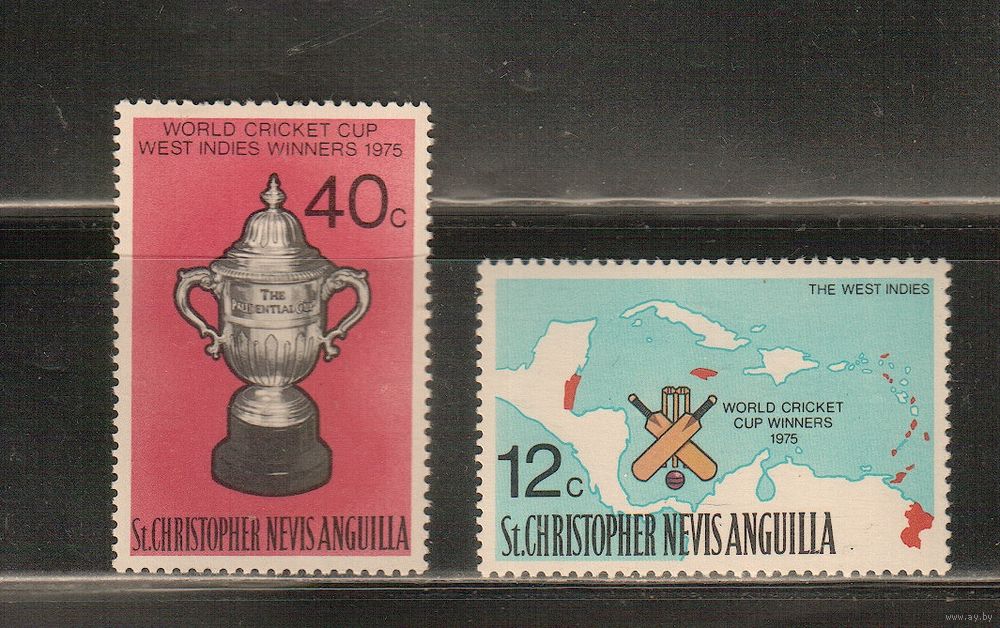 WORLD CRICKET CUP
WEST INDIES WINNERS 1975
40c
THE
PRUDENTIAL CUP
St. CHRISTOPHER NEVIS ANGUILLA
THE WEST INDIES
WORLD CRICKET
CUP WINNERS
1975
12c
St. CHRISTOPHER NEVIS ANGUILLA
www.ay.by